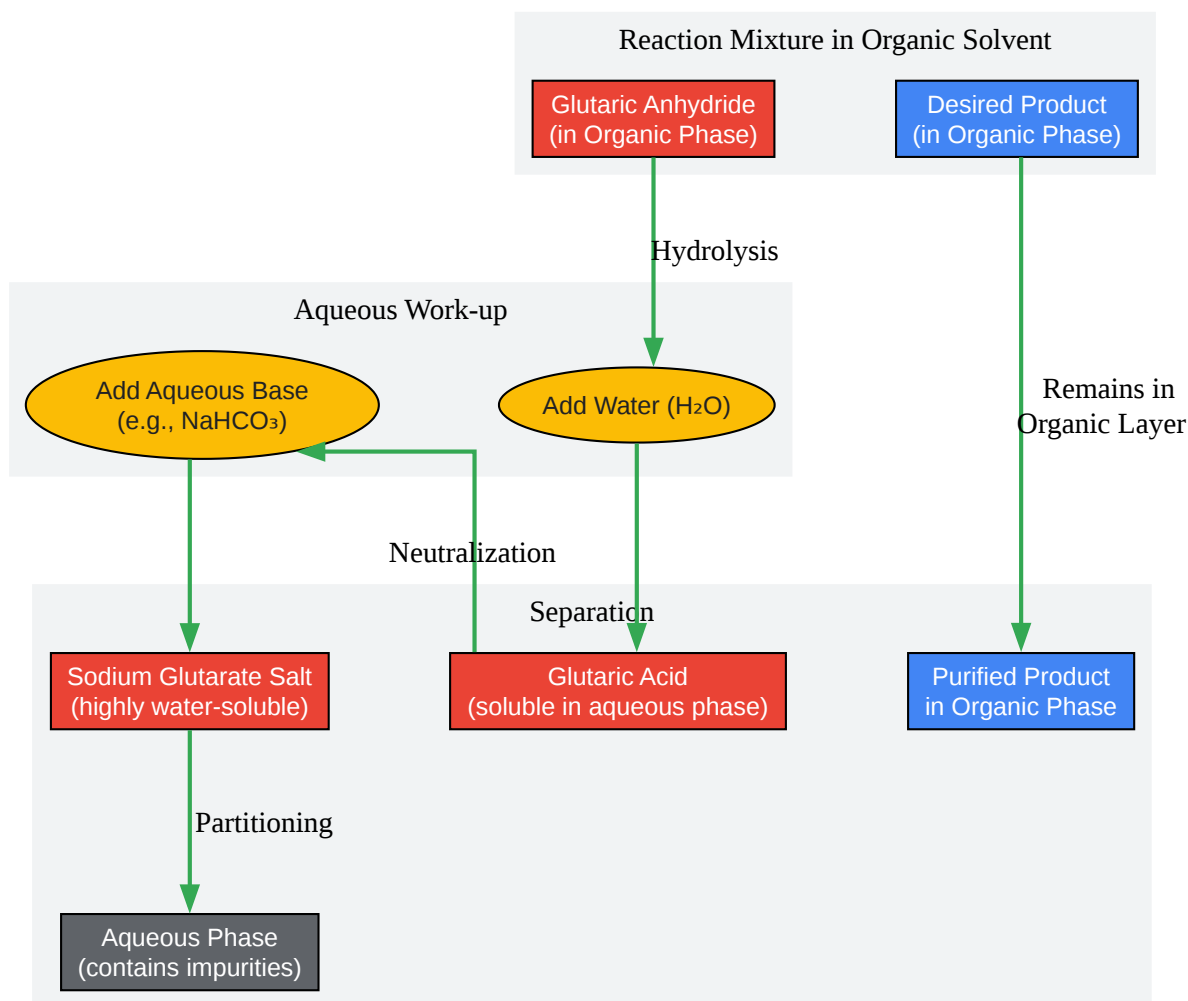 Reaction Mixture in Organic Solvent
Glutaric Anhydride
(in Organic Phase)
Desired Product
(in Organic Phase)
Hydrolysis
Aqueous Work-up
Add Aqueous Base
(e.g., NaHCO₃)
Add Water (H₂O)
Remains in
Organic Layer
Neutralization
Separation
Sodium Glutarate Salt
(highly water-soluble)
Glutaric Acid
(soluble in aqueous phase)
Purified Product
in Organic Phase
Partitioning
Aqueous Phase
(contains impurities)